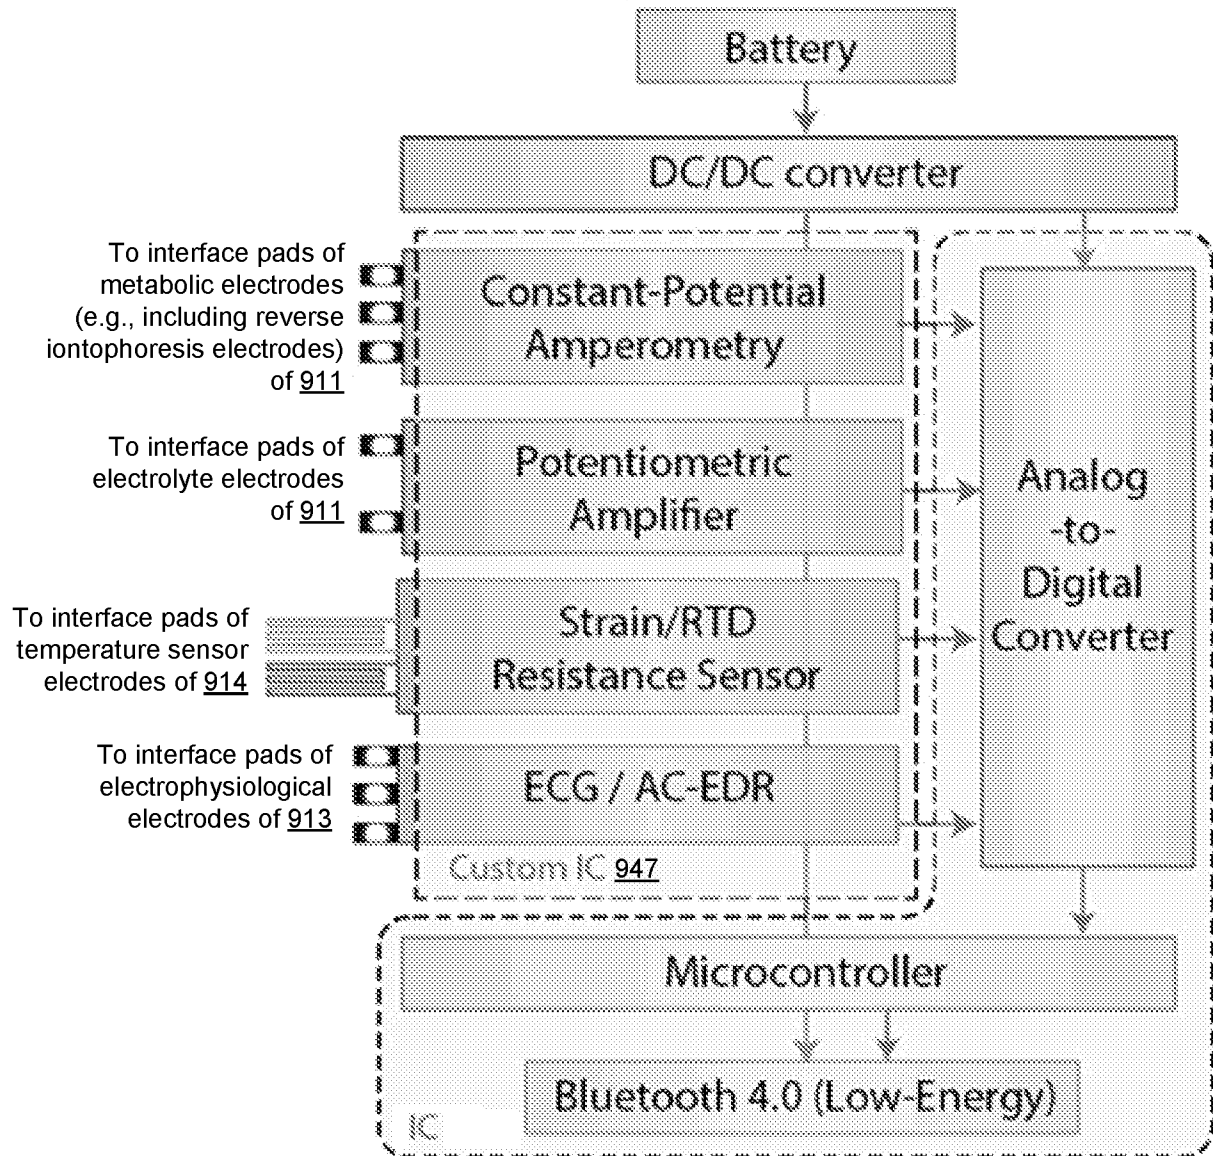 Battery
DC/DC converter
To interface pads of
metabolic electrodes
(e.g., including reverse
iontophoresis electrodes)
of 911
Constant-Potential
Amperometry
To interface pads of
electrolyte electrodes
of 911
Potentiometric
Amplifier
Analog
-to-
Digital
Converter
To interface pads of
temperature sensor
electrodes of 914
Strain/RTD
Resistance Sensor
To interface pads of
electrophysiological
electrodes of 913
ECG / AC-EDR
Custom IC 947
Microcontroller
Bluetooth 4.0 (Low-Energy)
IC